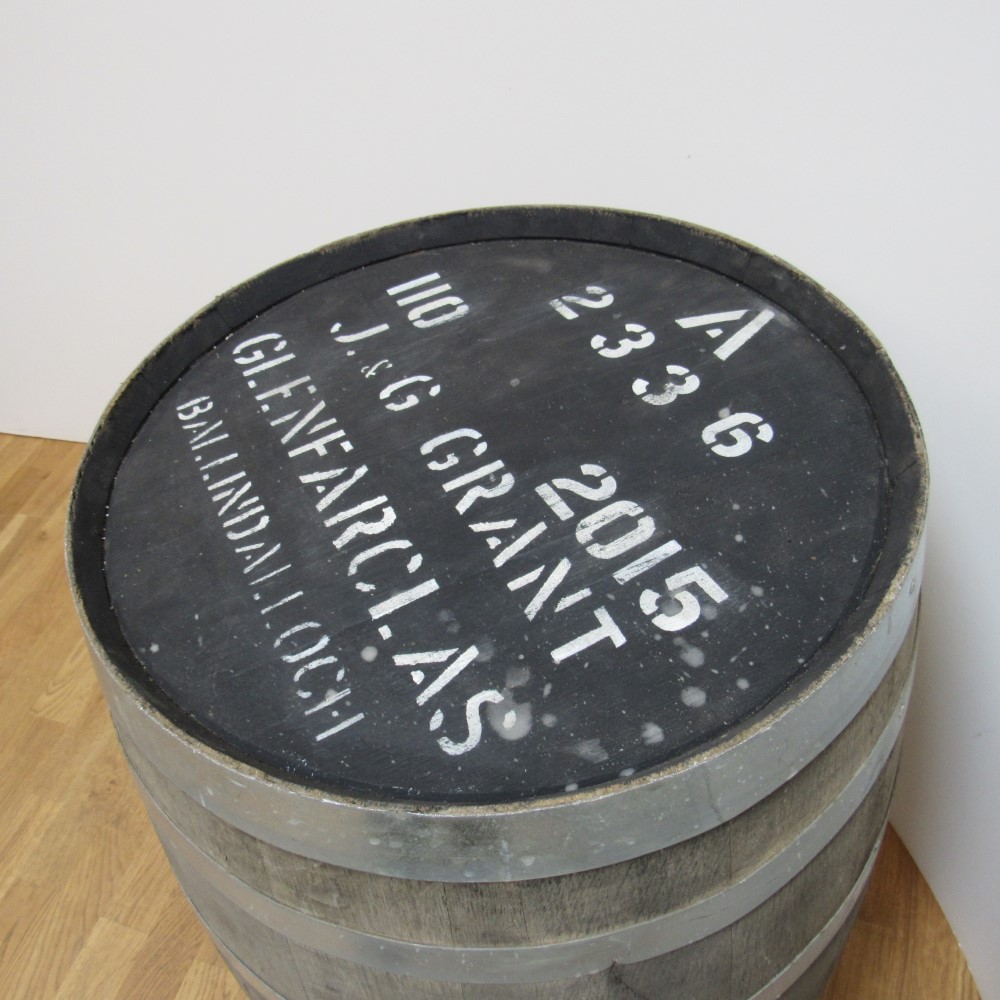 A
2336
2015
110
J. & G GRANT
GLENFARCLAS
BALLINDALLOCH